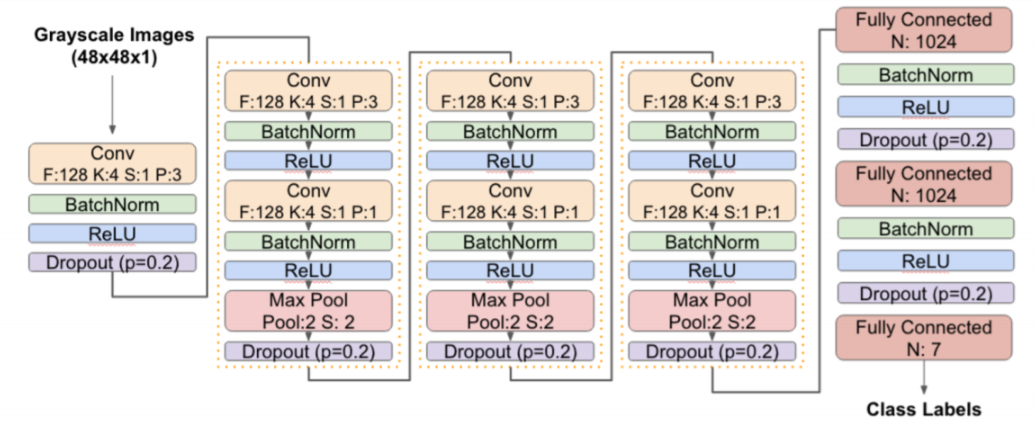 Grayscale Images
(48x48x1)
Conv
F:128 K:4 S:1 P:3
BatchNorm
ReLU
Dropout (p=0.2)
Conv
F:128 K:4 S:1 P:3
BatchNorm
ReLU
Conv
F:128 K:4 S:1 P:1
BatchNorm
ReLU
Max Pool
Pool:2 S: 2
Dropout (p=0.2)
Conv
F:128 K:4 S:1 P:3
BatchNorm
ReLU
Conv
F:128 K:4 S:1 P:1
BatchNorm
ReLU
Max Pool
Pool:2 S:2
Dropout (p=0.2)
Conv
F:128 K:4 S:1 P:3
BatchNorm
ReLU
Conv
F:128 K:4 S:1 P:1
BatchNorm
ReLU
Max Pool
Pool:2 S:2
Dropout (p=0.2)
Fully Connected
N: 1024
BatchNorm
ReLU
Dropout (p=0.2)
Fully Connected
N: 1024
BatchNorm
ReLU
Dropout (p=0.2)
Fully Connected
N: 7
Class Labels